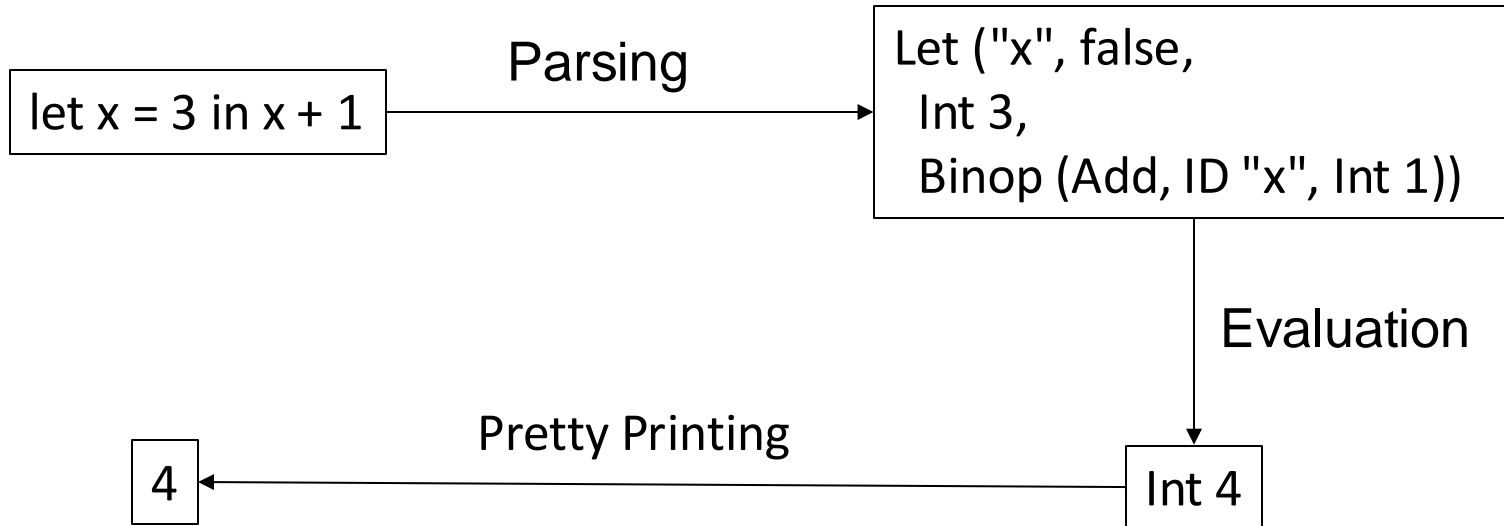 let x = 3 in x + 1
Parsing
Let ("x", false,
Int 3,
Binop (Add, ID "x", Int 1))
Evaluation
Int 4
Pretty Printing
4